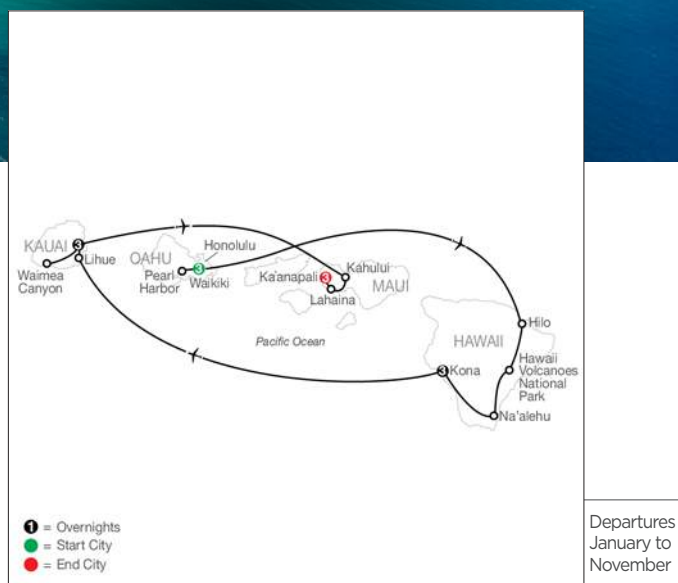 KAUAI
3
Lihue
Waimea
Canyon
OAHU
Honolulu
Pearl
Harbor
3
Waikiki
Ka'anapali
3
Kahului
MAUI
Lahaina
Pacific Ocean
Hilo
HAWAII
Hawaii
Volcanoes
National
Park
3
Kona
Na'alehu
1 = Overnights
= Start City
= End City
Departures
January to
November